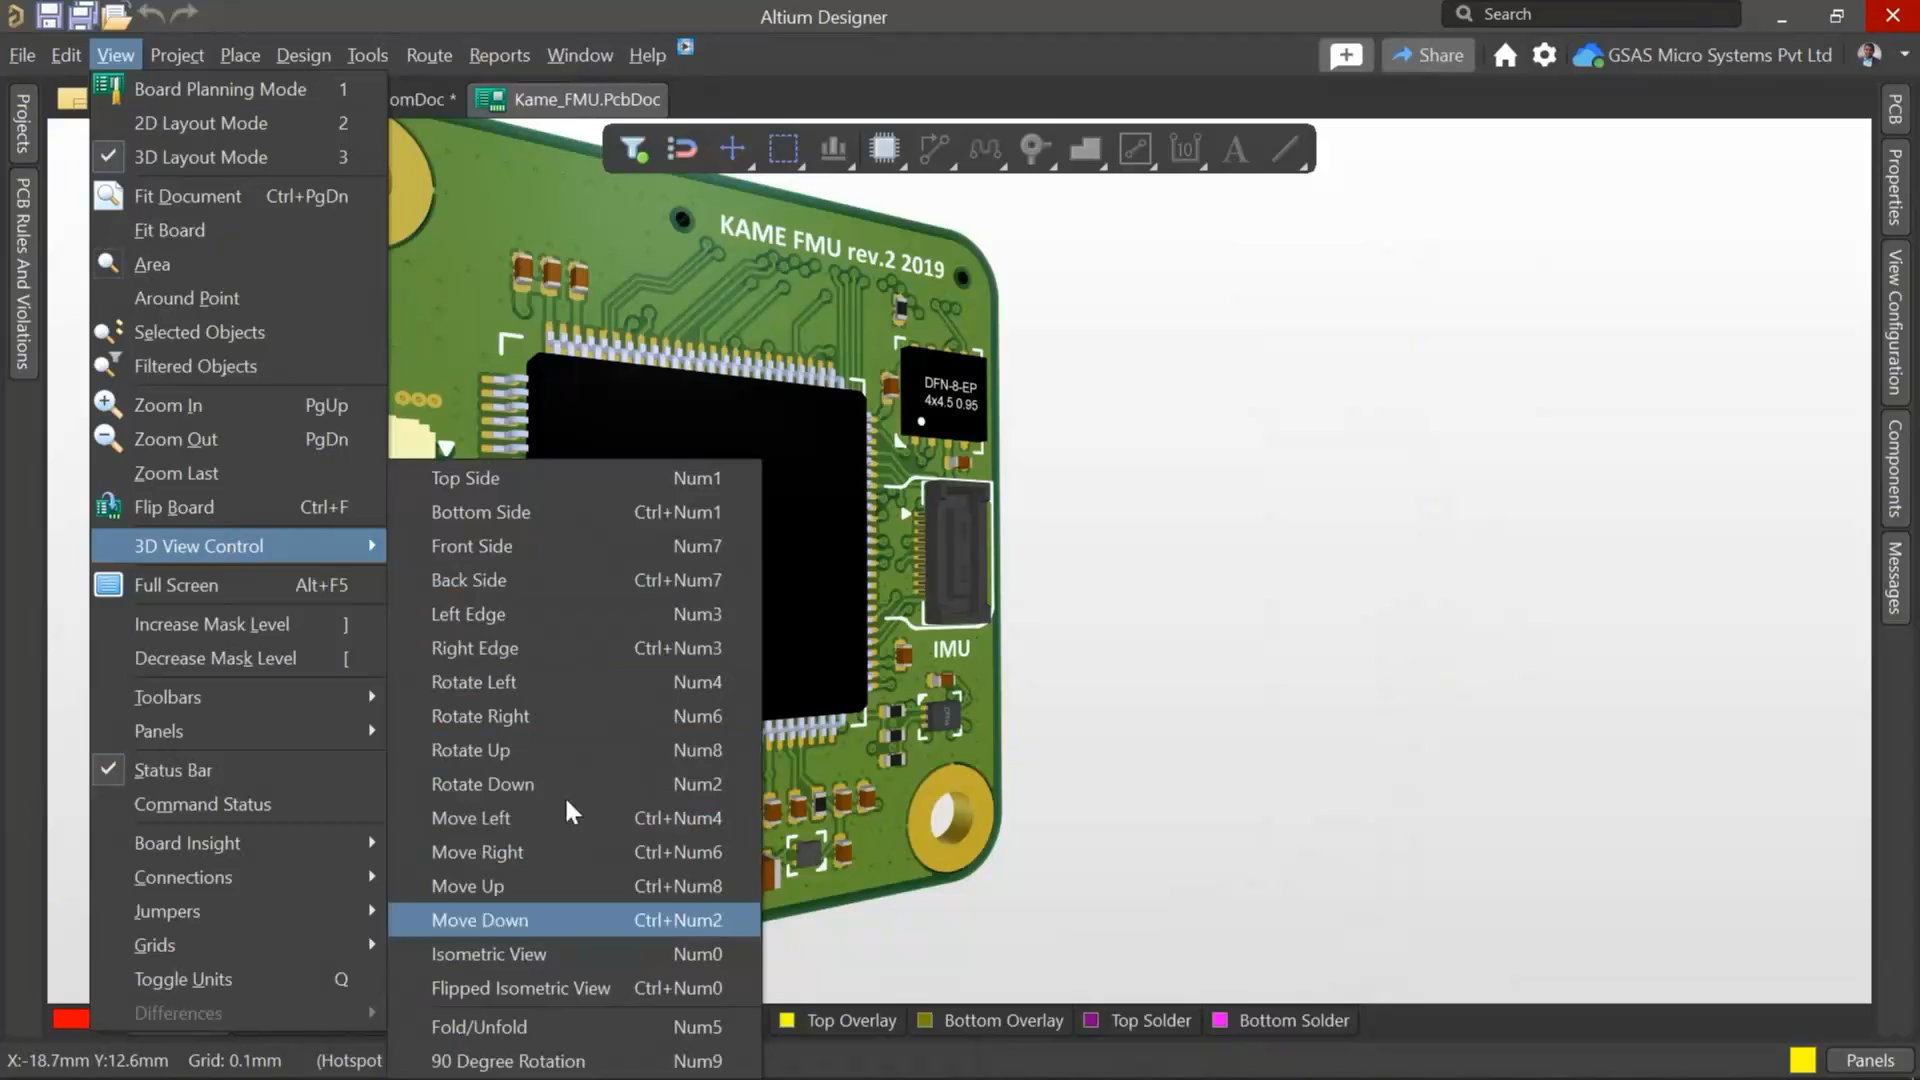 Altium Designer
Search
File Edit View Project Place Design Tools Route Reports Window Help
Share
GSAS Micro Systems Pvt Ltd
omDoc *
Kame_FMU.PcbDoc
Projects
PCB Rules And Violations
Board Planning Mode 1
2D Layout Mode 2
3D Layout Mode 3
Fit Document Ctrl+PgDn
Fit Board
Area
Around Point
Selected Objects
Filtered Objects
Zoom In PgUp
Zoom Out PgDn
Zoom Last
Flip Board Ctrl+F
3D View Control
Full Screen Alt+F5
Increase Mask Level ]
Decrease Mask Level [
Toolbars
Panels
Status Bar
Command Status
Board Insight
Connections
Jumpers
Grids
Toggle Units Q
Differences
Top Side Num1
Bottom Side Ctrl+Num1
Front Side Num7
Back Side Ctrl+Num7
Left Edge Num3
Right Edge Ctrl+Num3
Rotate Left Num4
Rotate Right Num6
Rotate Up Num8
Rotate Down Num2
Move Left Ctrl+Num4
Move Right Ctrl+Num6
Move Up Ctrl+Num8
Move Down Ctrl+Num2
Isometric View Num0
Flipped Isometric View Ctrl+Num0
Fold/Unfold Num5
90 Degree Rotation Num9
10
A
KAME FMU rev.2 2019
DFN-8-EP
4x4.5 0.95
IMU
PCB
Properties
View Configuration
Components
Messages
Top Overlay
Bottom Overlay
Top Solder
Bottom Solder
X:-18.7mm Y:12.6mm Grid: 0.1mm (Hotspot
Panels